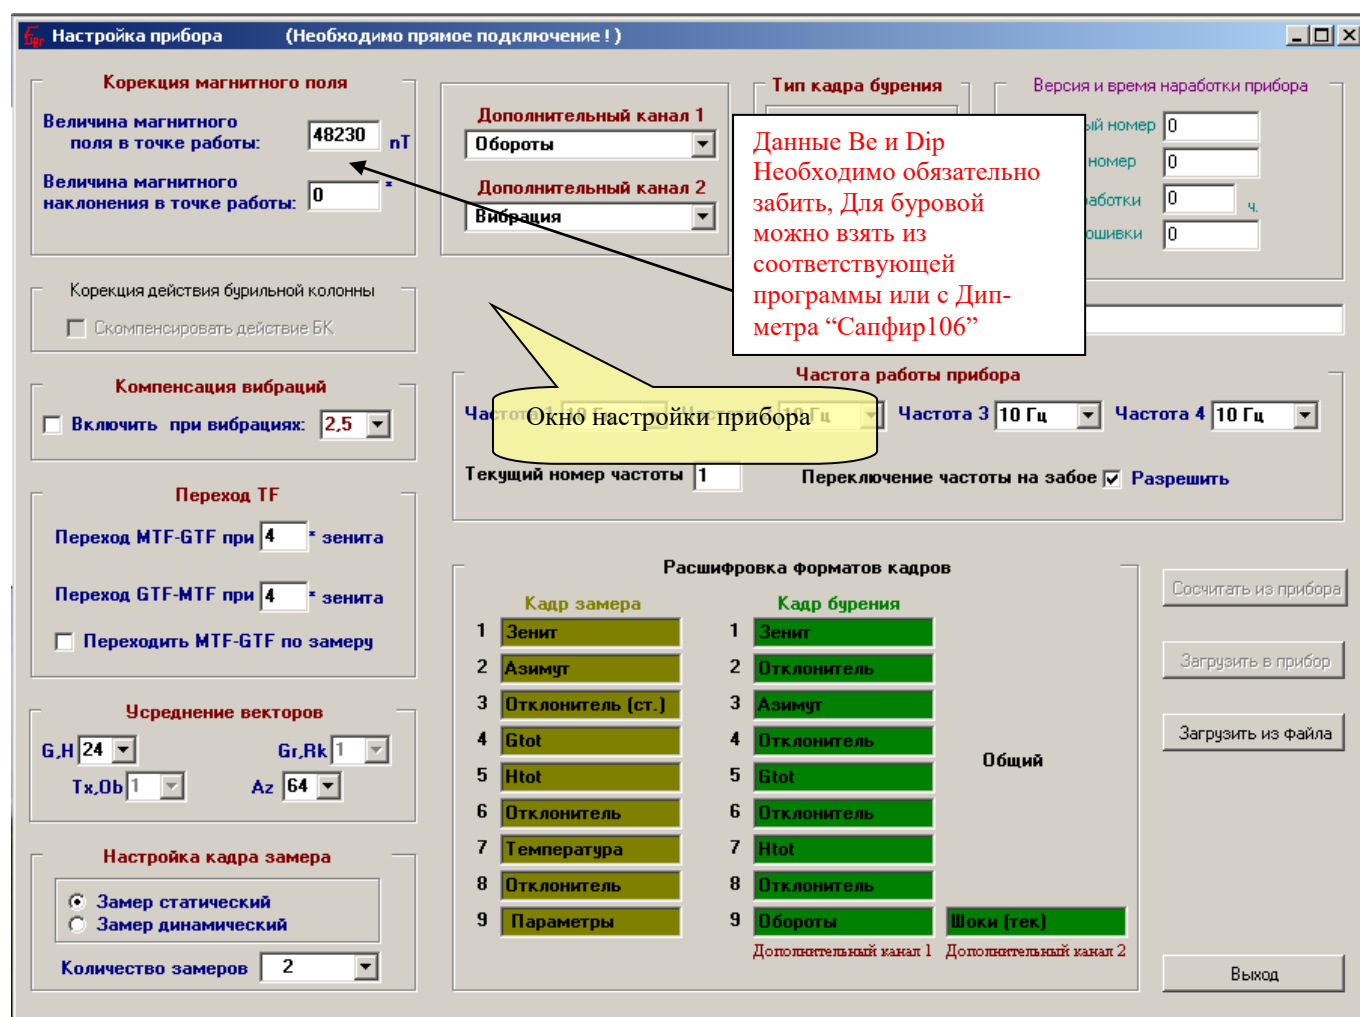 Настройка прибора (Необходимо прямое подключение ! )
Корекция магнитного поля
Величина магнитного
поля в точке работы: 48230 nT
Величина магнитного
наклонения в точке работы: 0 *
Дополнительный канал 1
Обороты
Дополнительный канал 2
Вибрация
Тип кадра бурения
Версия и время наработки прибора
номер 0
номер 0
0 ч.
0
Данные Be и Dip
Необходимо обязательно
забить, Для буровой
можно взять из
соответствующей
программы или с Дип-
метра “Сапфир106”
Корекция действия бурильной колонны
Скомпенсировать действие БК
Компенсация вибраций
Включить при вибрациях: 2,5
Окно настройки прибора
Частота работы прибора
Частота 3 10 Гц Частота 4 10 Гц
Текущий номер частоты 1 Переключение частоты на забое Разрешить
Переход TF
Переход MTF-GTF при 4 * зенита
Переход GTF-MTF при 4 * зенита
Переходить MTF-GTF по замеру
Усреднение векторов
G,H 24 Gr,Rk 1
Tx,Ob 1 Az 64
Настройка кадра замера
Замер статический
Замер динамический
Количество замеров 2
Расшифровка форматов кадров
Кадр замера Кадр бурения
1 Зенит 1 Зенит
2 Азимут 2 Отклонитель
3 Отклонитель (ст.) 3 Азимут
4 Gtot 4 Отклонитель
Общий
5 Htot 5 Gtot
6 Отклонитель 6 Отклонитель
7 Температура 7 Htot
8 Отклонитель 8 Отклонитель
9 Параметры 9 Обороты Шоки (тек)
Дополнительный канал 1 Дополнительный канал 2
Сосчитать из прибора
Загрузить в прибор
Загрузить из файла
Выход